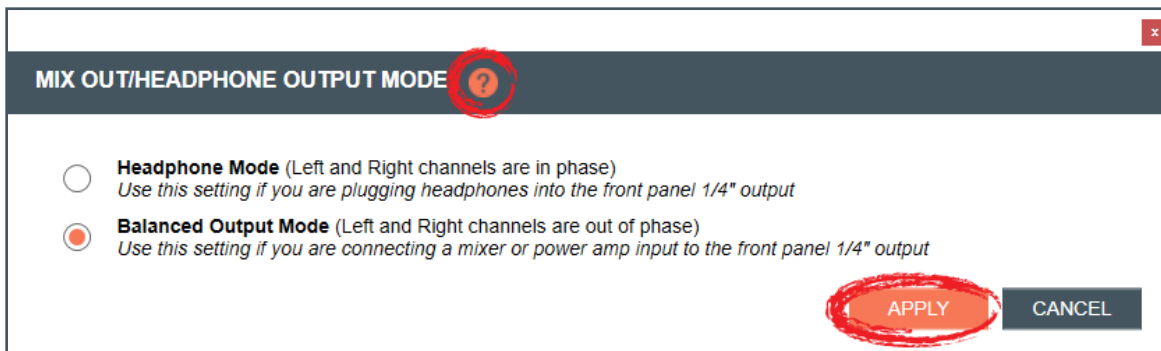 x
MIX OUT/HEADPHONE OUTPUT MODE ?
Headphone Mode (Left and Right channels are in phase)
Use this setting if you are plugging headphones into the front panel 1/4" output
Balanced Output Mode (Left and Right channels are out of phase)
Use this setting if you are connecting a mixer or power amp input to the front panel 1/4" output
APPLY CANCEL